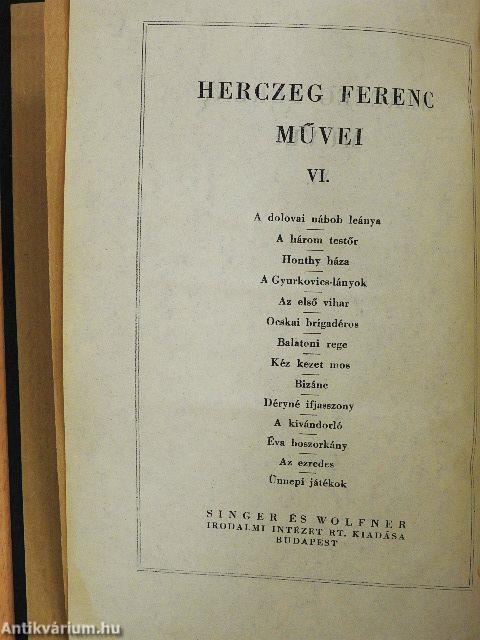 HERCZEG FERENC
MŰVEI
VI.
A dolovai nábob leánya
A három testőr
Honthy háza
A Gyurkovics-lányok
Az első vihar
Ocskai brigadéros
Balatoni rege
Kéz kezet mos
Bizánc
Déryné ifjasszony
A kivándorló
Éva boszorkány
Az ezredes
Ünnepi játékok
SINGER ÉS WOLFNER
IRODALMI INTÉZET RT. KIADÁSA
BUDAPEST
Antikvárium.hu